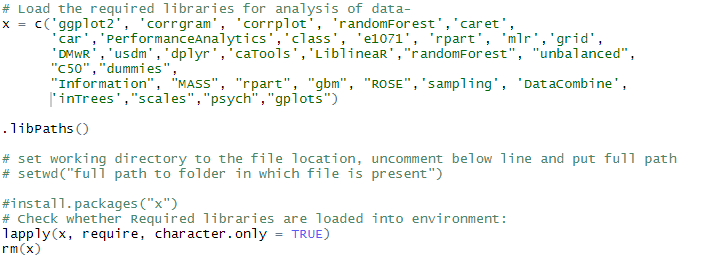 # Load the required libraries for analysis of data-
x = c('ggplot2', 'corrgram', 'corrplot', 'randomForest','caret',
'car','PerformanceAnalytics','class', 'e1071', 'rpart', 'mlr','grid',
'DMwR','usdm','dplyr','caTools','LiblineaR',"randomForest", "unbalanced",
"C50","dummies",
"Information", "MASS", "rpart", "gbm", "ROSE",'sampling', 'DataCombine',
'inTrees',"scales","psych","gplots")
.libPaths()
# set working directory to the file location, uncomment below line and put full path
# setwd("full path to folder in which file is present")
#install.packages("x")
# Check whether Required libraries are loaded into environment:
lapply(x, require, character.only = TRUE)
rm(x)